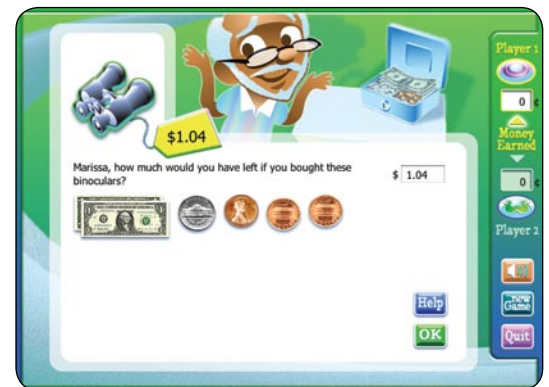 Player 1
0 ¢
Money
Earned
0 ¢
Player 2
$1.04
Marissa, how much would you have left if you bought these
binoculars?
$ 1.04
Help
OK
new
Game
Quit